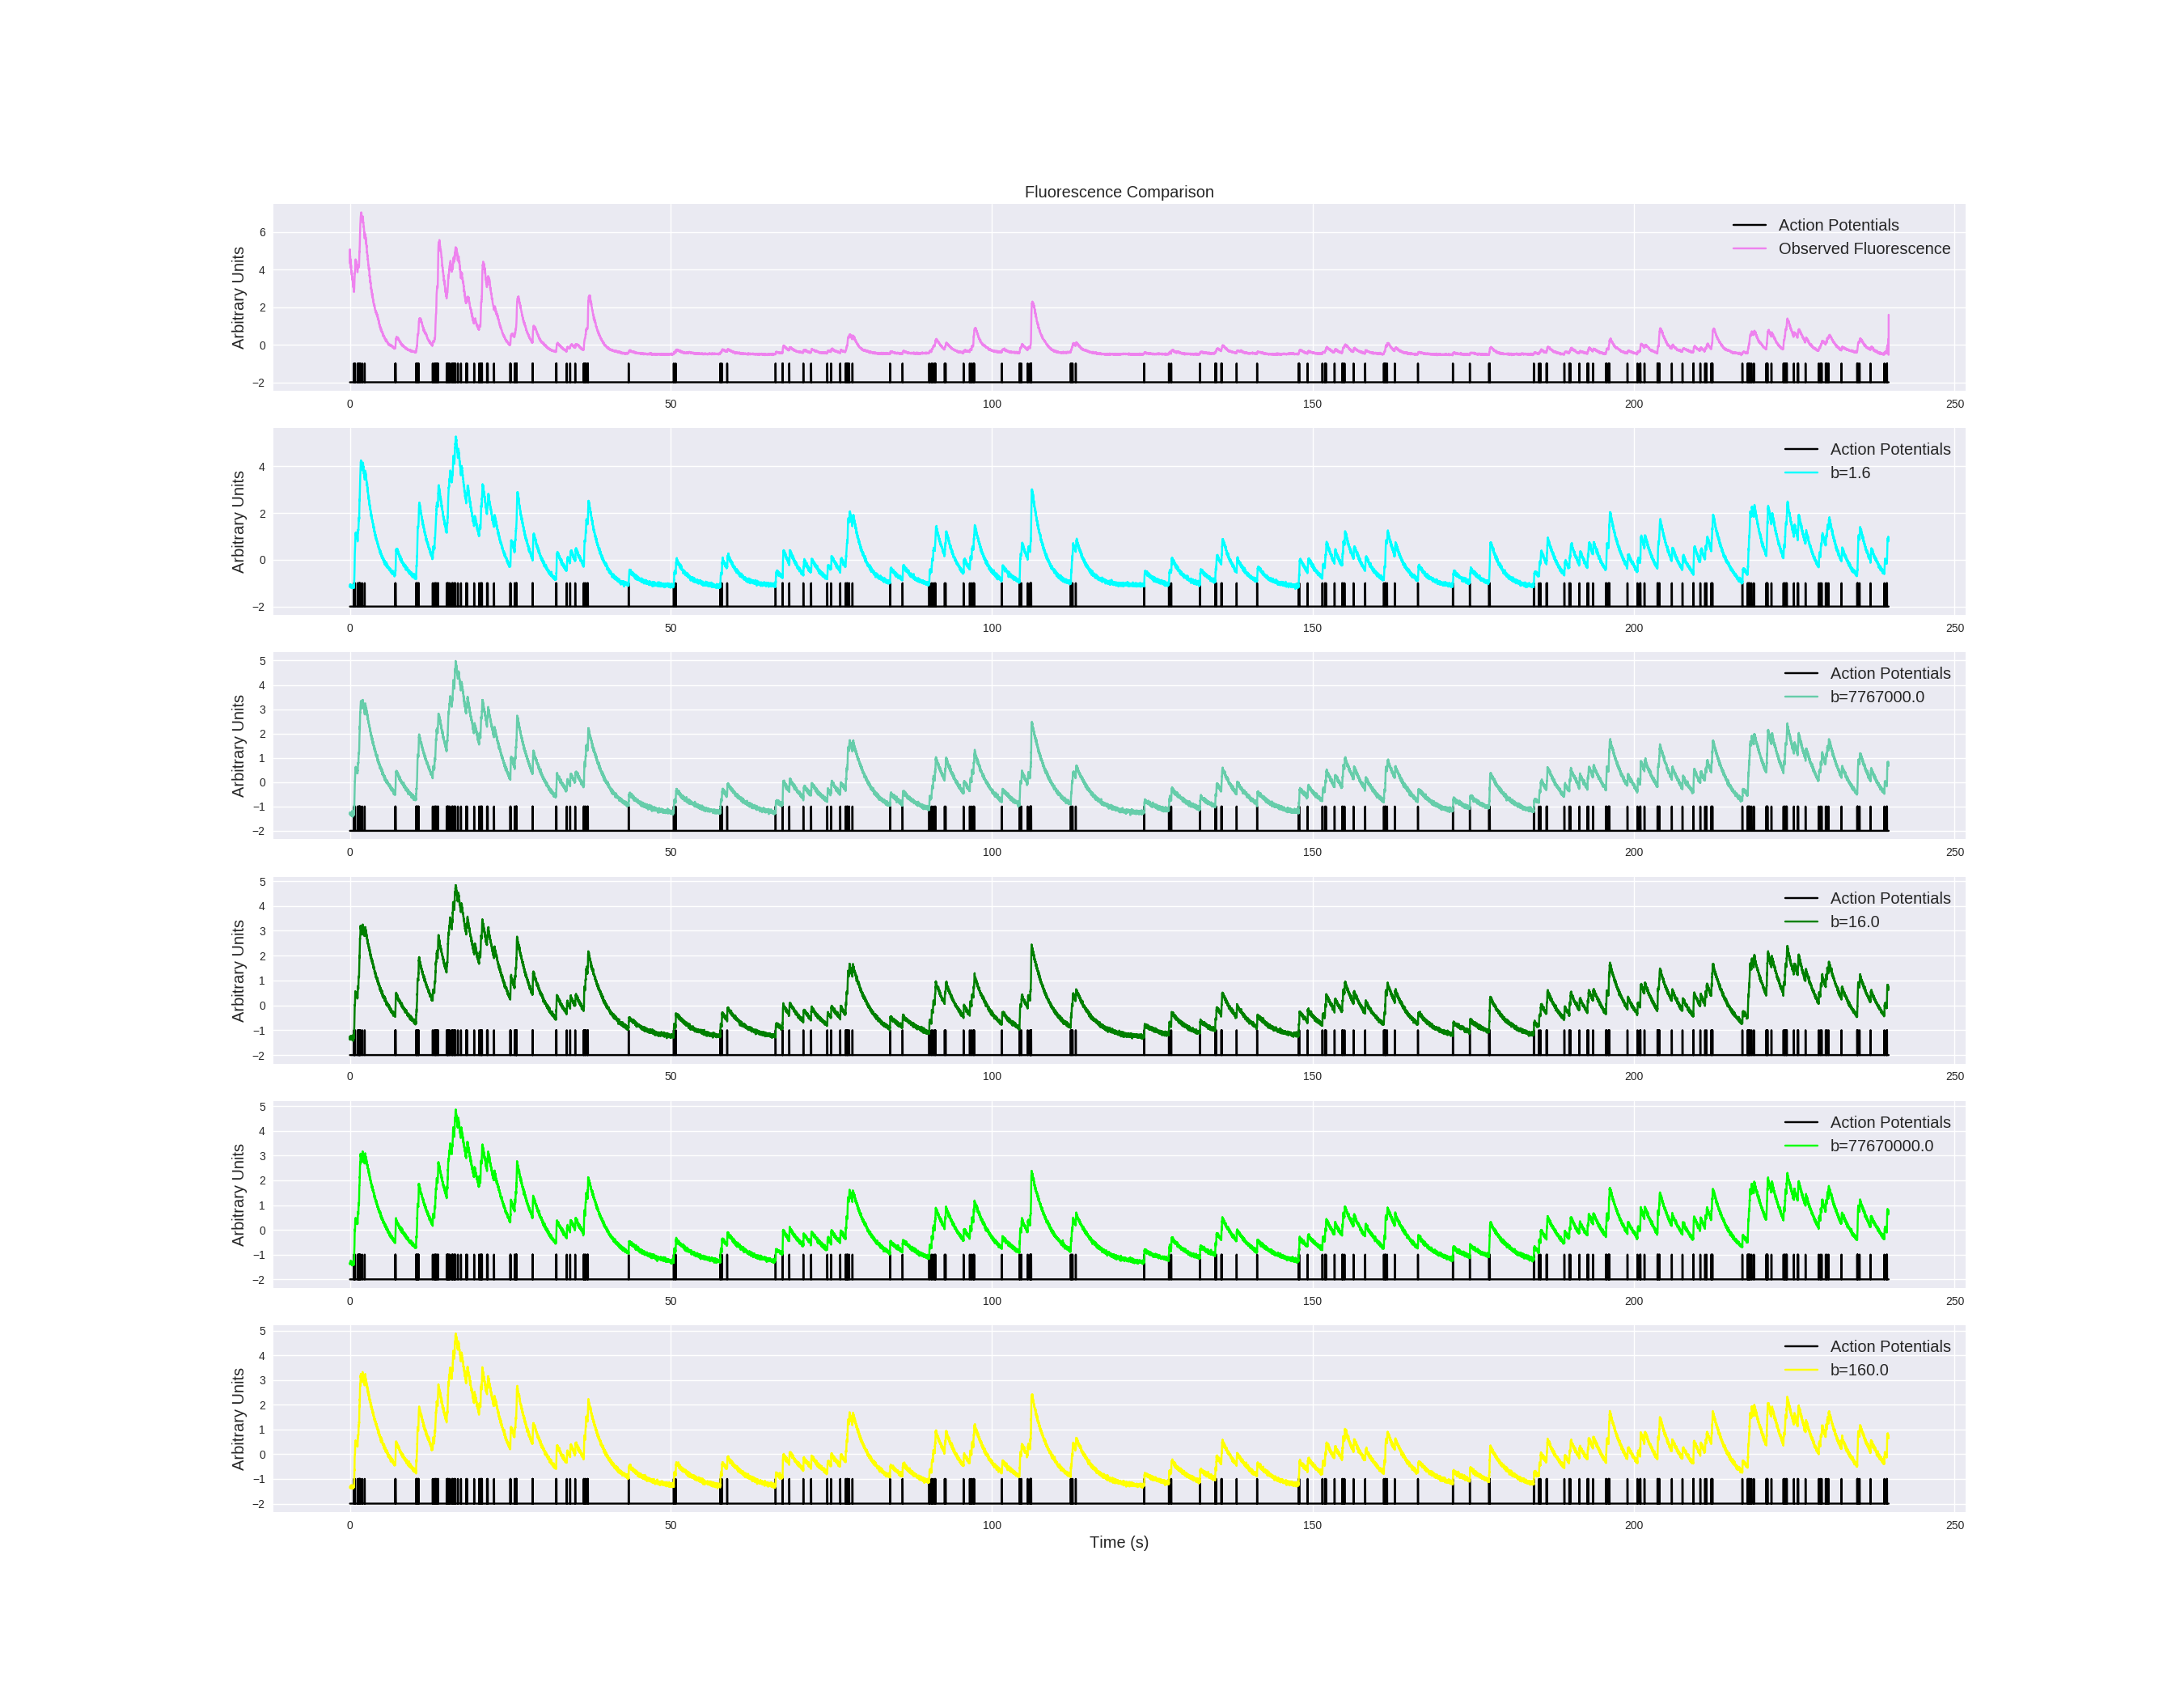 Fluorescence Comparison
Arbitrary Units
6
4
2
0
−2
Action Potentials
Observed Fluorescence
0 50 100 150 200 250
Arbitrary Units
4
2
0
−2
Action Potentials
b=1.6
0 50 100 150 200 250
Arbitrary Units
5
4
3
2
1
0
−1
−2
Action Potentials
b=7767000.0
0 50 100 150 200 250
Arbitrary Units
5
4
3
2
1
0
−1
−2
Action Potentials
b=16.0
0 50 100 150 200 250
Arbitrary Units
5
4
3
2
1
0
−1
−2
Action Potentials
b=77670000.0
0 50 100 150 200 250
Arbitrary Units
5
4
3
2
1
0
−1
−2
Action Potentials
b=160.0
0 50 100 150 200 250
Time (s)